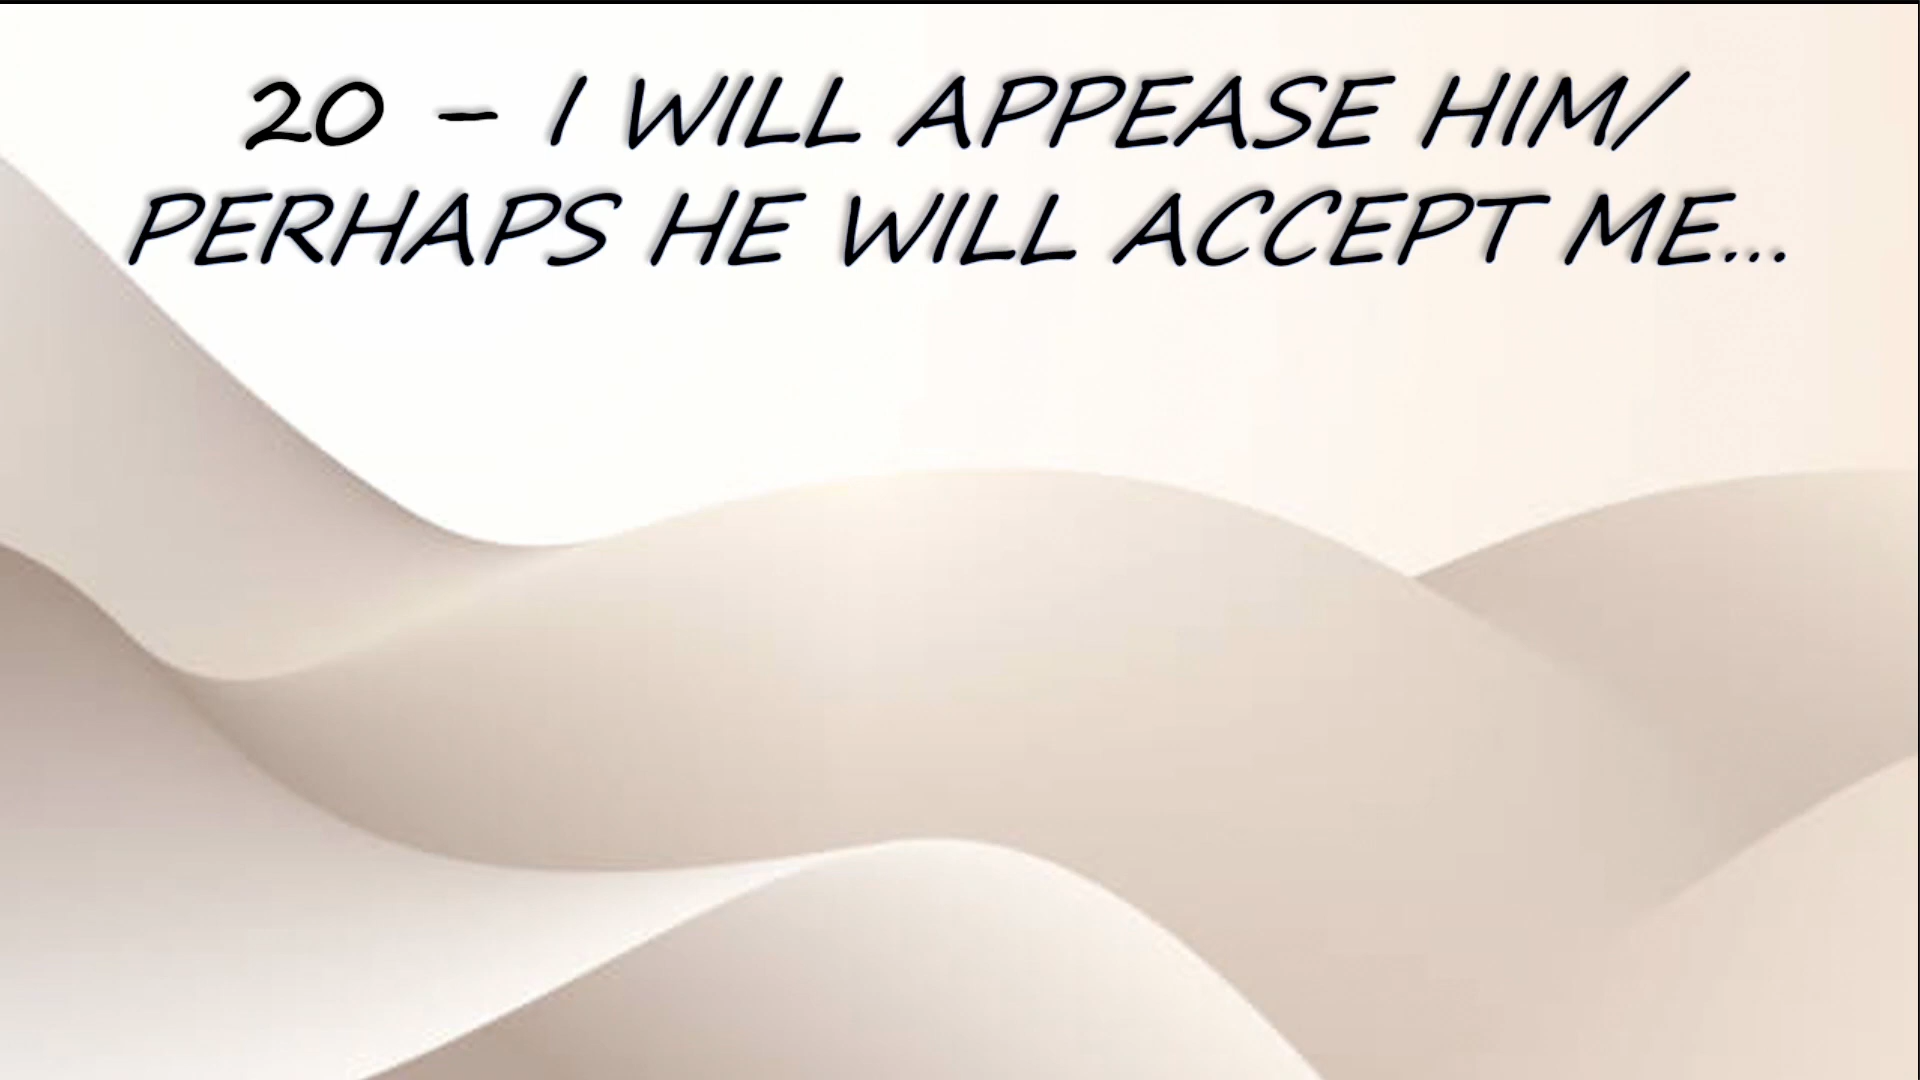 20 – I WILL APPEASE HIM/
PERHAPS HE WILL ACCEPT ME...